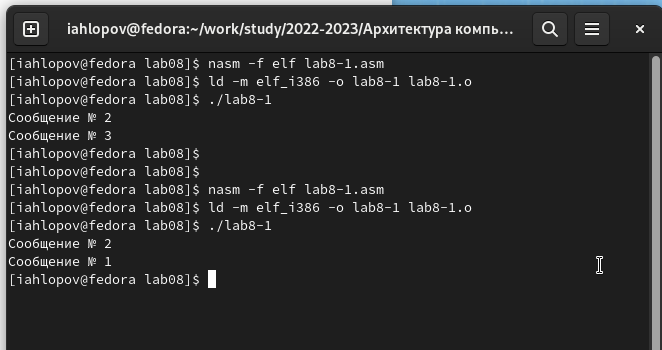 iahlopov@fedora:~/work/study/2022-2023/Архитектура компь...
[iahlopov@fedora lab08]$ nasm -f elf lab8-1.asm
[iahlopov@fedora lab08]$ ld -m elf_i386 -o lab8-1 lab8-1.o
[iahlopov@fedora lab08]$ ./lab8-1
Сообщение № 2
Сообщение № 3
[iahlopov@fedora lab08]$
[iahlopov@fedora lab08]$
[iahlopov@fedora lab08]$ nasm -f elf lab8-1.asm
[iahlopov@fedora lab08]$ ld -m elf_i386 -o lab8-1 lab8-1.o
[iahlopov@fedora lab08]$ ./lab8-1
Сообщение № 2
Сообщение № 1
[iahlopov@fedora lab08]$